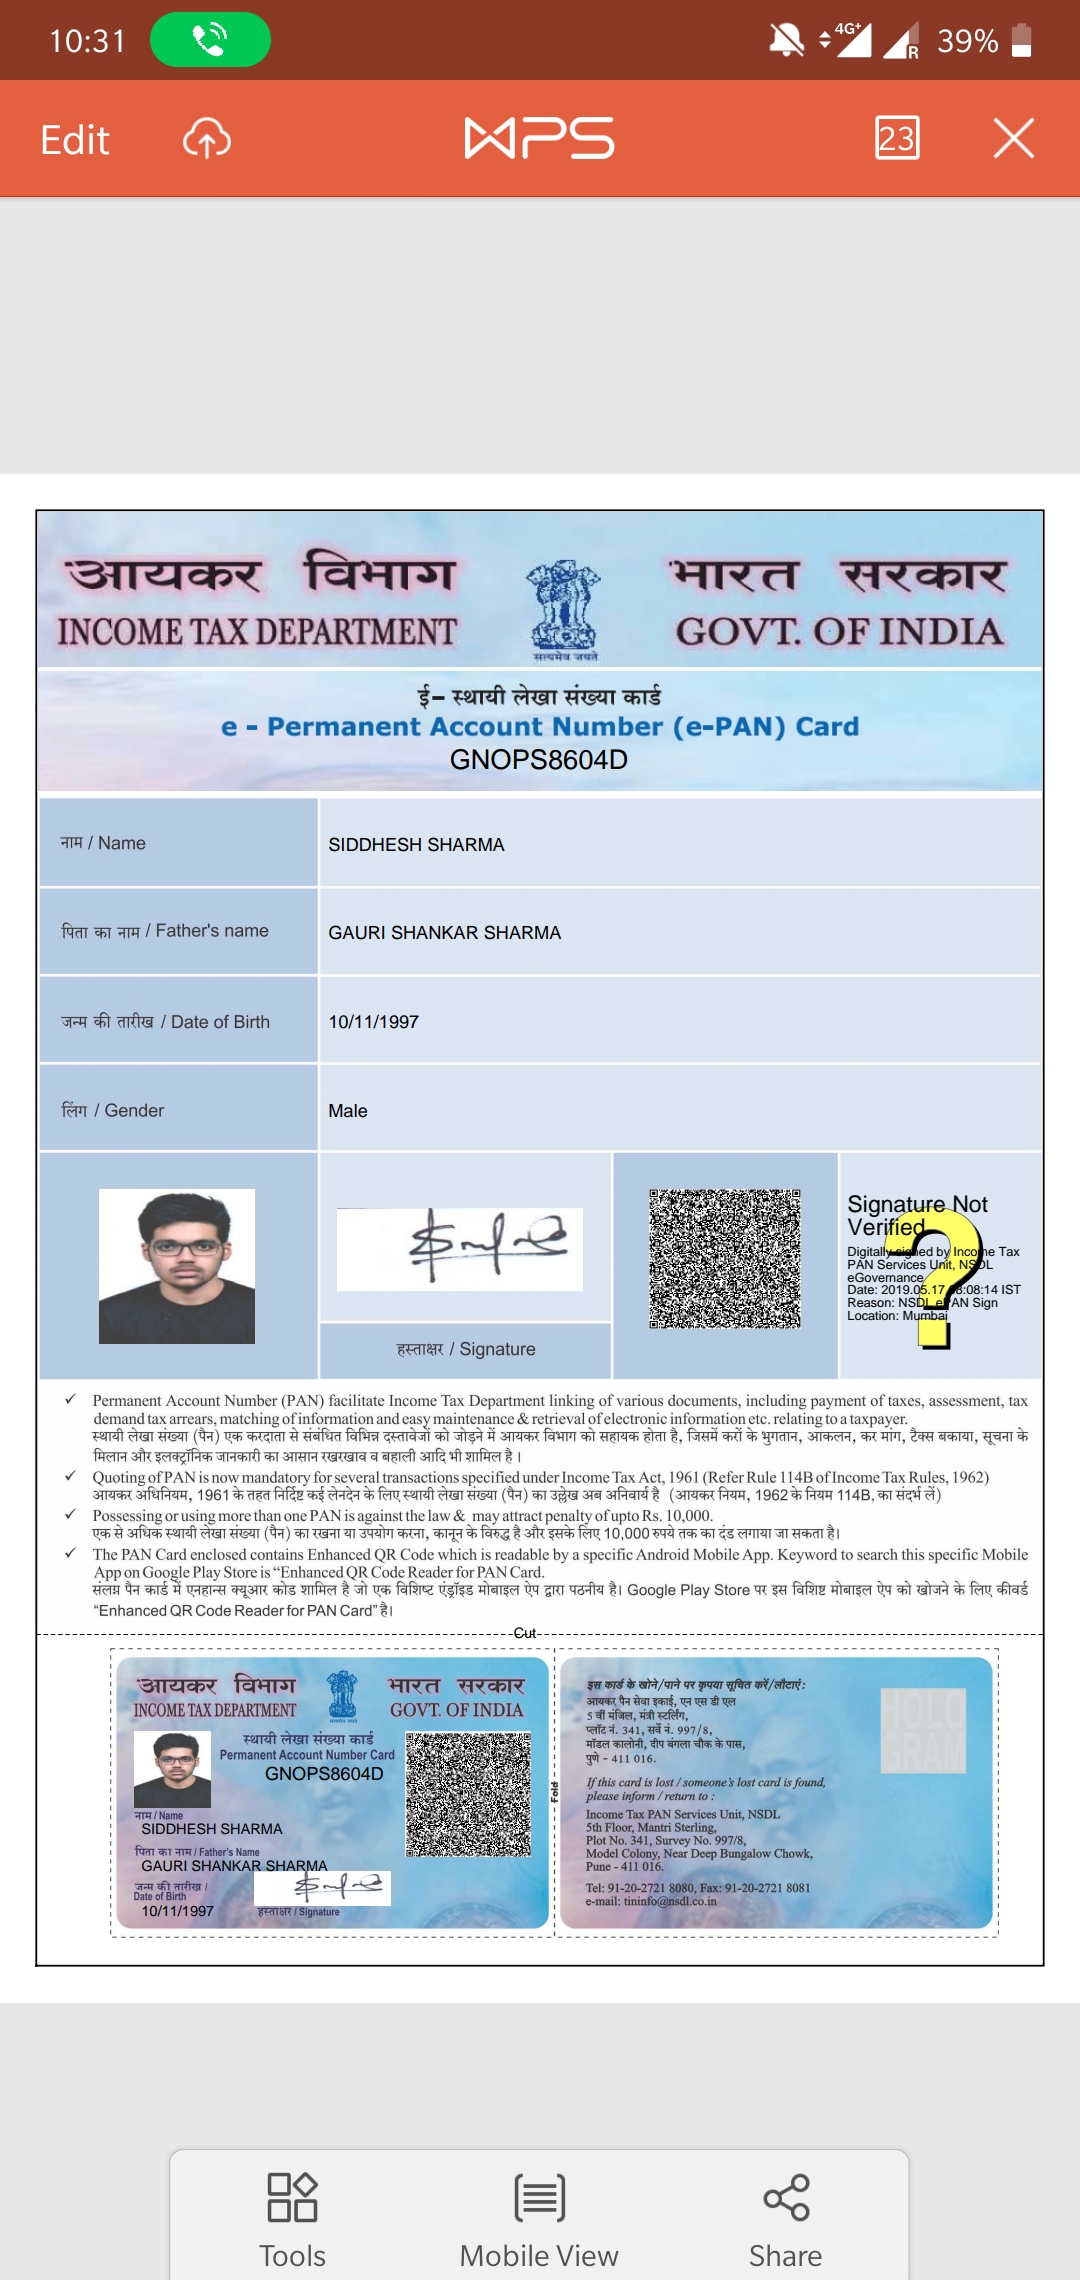 10:31
4G+
R
39%
Edit
WPS
23
आयकर विभाग
भारत सरकार
INCOME TAX DEPARTMENT
GOVT. OF INDIA
सत्यमेव जयते
ई– स्थायी लेखा संख्या कार्ड
e - Permanent Account Number (e-PAN) Card
GNOPS8604D
नाम / Name
SIDDHESH SHARMA
पिता का नाम / Father's name
GAURI SHANKAR SHARMA
जन्म की तारीख / Date of Birth
10/11/1997
लिंग / Gender
Male
हस्ताक्षर / Signature
Signature Not
Verified
Digitally signed by Income Tax
PAN Services Unit, NSDL
eGovernance
Date: 2019.05.17 :08:14 IST
Reason: NSDL ePAN Sign
Location: Mumbai
✓ Permanent Account Number (PAN) facilitate Income Tax Department linking of various documents, including payment of taxes, assessment, tax
demand tax arrears, matching of information and easy maintenance & retrieval of electronic information etc. relating to a taxpayer.
स्थायी लेखा संख्या (पैन) एक करदाता से संबंधित विभिन्न दस्तावेजों को जोड़ने में आयकर विभाग को सहायक होता है, जिसमें करों के भुगतान, आकलन, कर मांग, टैक्स बकाया, सूचना के
मिलान और इलक्ट्रॉनिक जानकारी का आसान रखरखाव व बहाली आदि भी शामिल है।
✓ Quoting of PAN is now mandatory for several transactions specified under Income Tax Act, 1961 (Refer Rule 114B of Income Tax Rules, 1962)
आयकर अधिनियम, 1961 के तहत निर्दिष्ट कई लेनदेन के लिए स्थायी लेखा संख्या (पैन) का उल्लेख अब अनिवार्य है (आयकर नियम, 1962 के नियम 114B, का संदर्भ लें)
✓ Possessing or using more than one PAN is against the law & may attract penalty of upto Rs. 10,000.
एक से अधिक स्थायी लेखा संख्या (पैन) का रखना या उपयोग करना, कानून के विरुद्ध है और इसके लिए 10,000 रुपये तक का दंड लगाया जा सकता है।
✓ The PAN Card enclosed contains Enhanced QR Code which is readable by a specific Android Mobile App. Keyword to search this specific Mobile
App on Google Play Store is “Enhanced QR Code Reader for PAN Card.
संलग्न पैन कार्ड में एनहान्स क्यूआर कोड शामिल है जो एक विशिष्ट एंड्रॉइड मोबाइल ऐप द्वारा पठनीय है। Google Play Store पर इस विशिष्ट मोबाइल ऐप को खोजने के लिए कीवर्ड
“Enhanced QR Code Reader for PAN Card” है।
Cut
आयकर विभाग
भारत सरकार
INCOME TAX DEPARTMENT
GOVT. OF INDIA
स्थायी लेखा संख्या कार्ड
Permanent Account Number Card
GNOPS8604D
नाम / Name
SIDDHESH SHARMA
पिता का नाम / Father's Name
GAURI SHANKAR SHARMA
जन्म की तारीख /
Date of Birth
10/11/1997
हस्ताक्षर / Signature
Fold
इस कार्ड के खोने/पाने पर कृपया सूचित करें/लौटाएं:
आयकर पैन सेवा इकाई, एन एस डी एल
5 वीं मंजिल, मंत्री स्टर्लिंग,
प्लॉट नं. 341, सर्वे नं. 997/8,
मॉडल कालोनी, दीप बंगला चौक के पास,
पुणे - 411 016.
If this card is lost / someone's lost card is found,
please inform / return to :
Income Tax PAN Services Unit, NSDL
5th Floor, Mantri Sterling,
Plot No. 341, Survey No. 997/8,
Model Colony, Near Deep Bungalow Chowk,
Pune - 411 016.
Tel: 91-20-2721 8080, Fax: 91-20-2721 8081
e-mail: tininfo@nsdl.co.in
Tools
Mobile View
Share